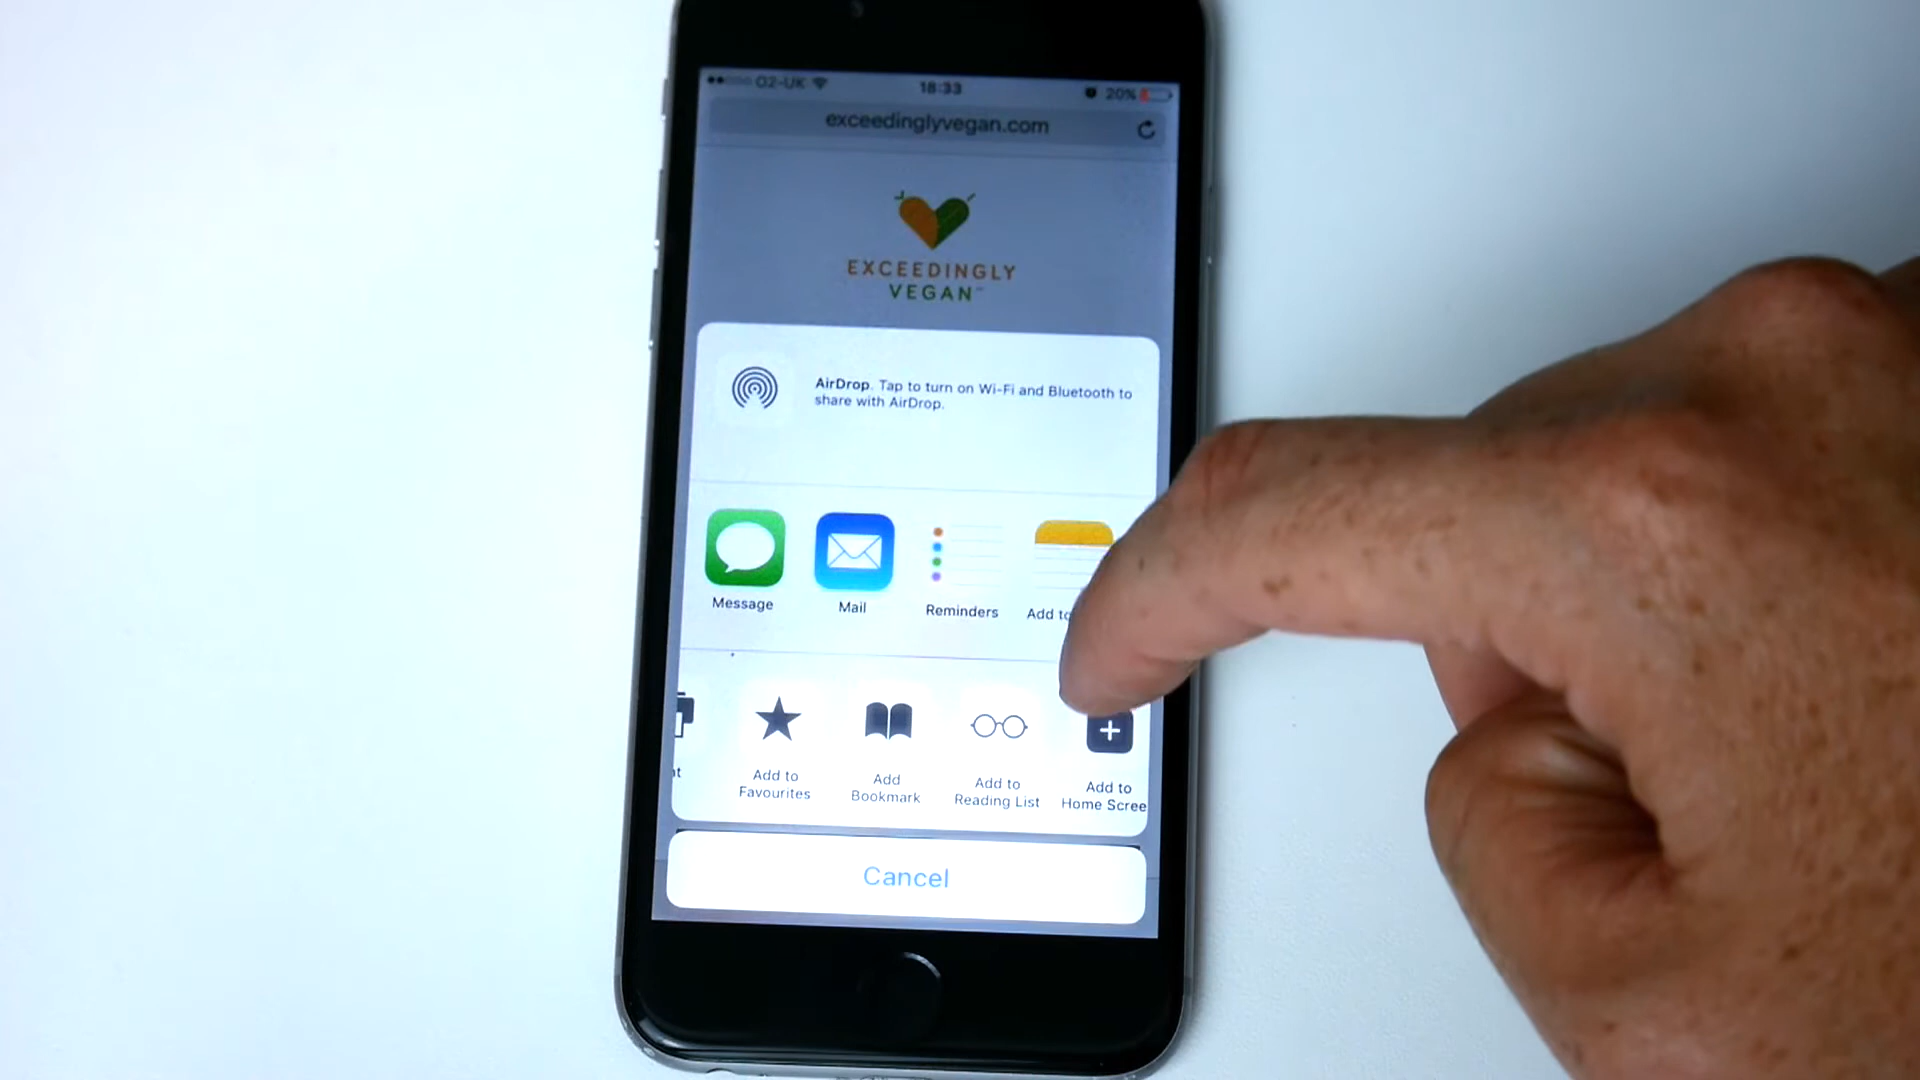 O2-UK 18:33 20%
exceedinglyvegan.com
EXCEEDINGLY
VEGAN
AirDrop. Tap to turn on Wi-Fi and Bluetooth to
share with AirDrop.
Message Mail Reminders Add to
Add to Favourites
Add Bookmark
Add to Reading List
Add to Home Scree
Cancel